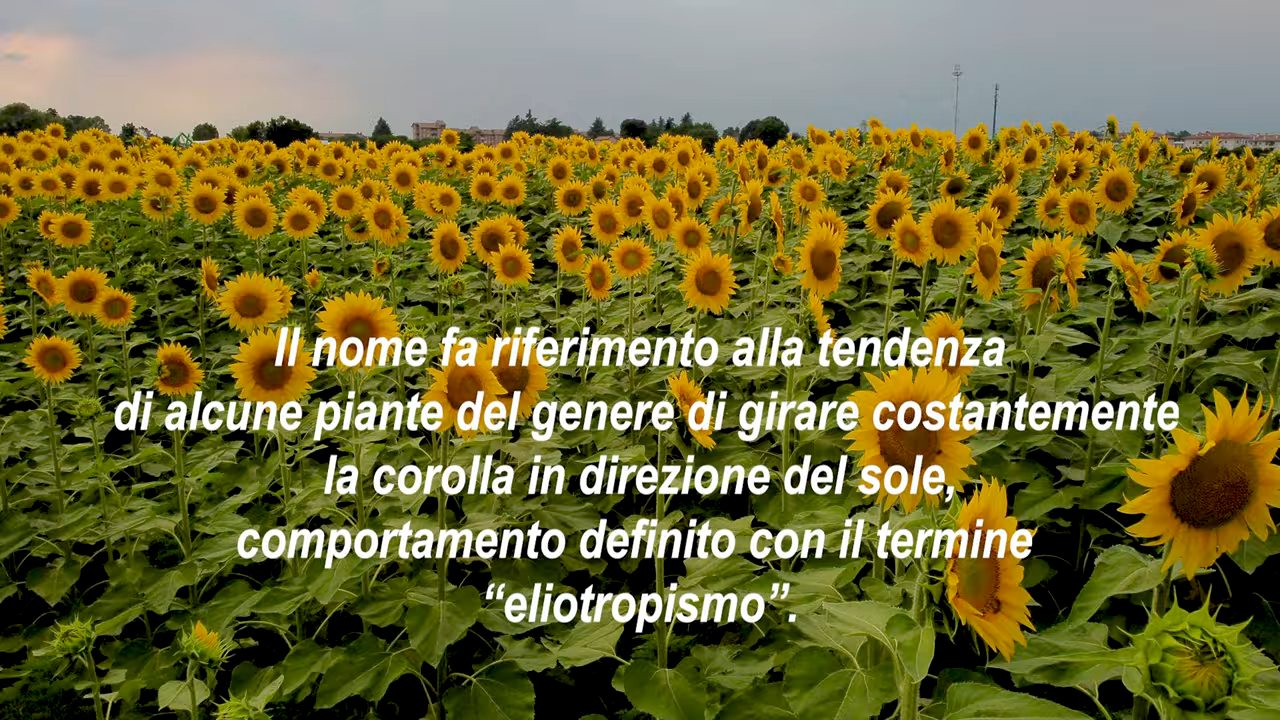 Il nome fa riferimento alla tendenza
di alcune piante del genere di girare costantemente
la corolla in direzione del sole,
comportamento definito con il termine
“eliotropismo”.